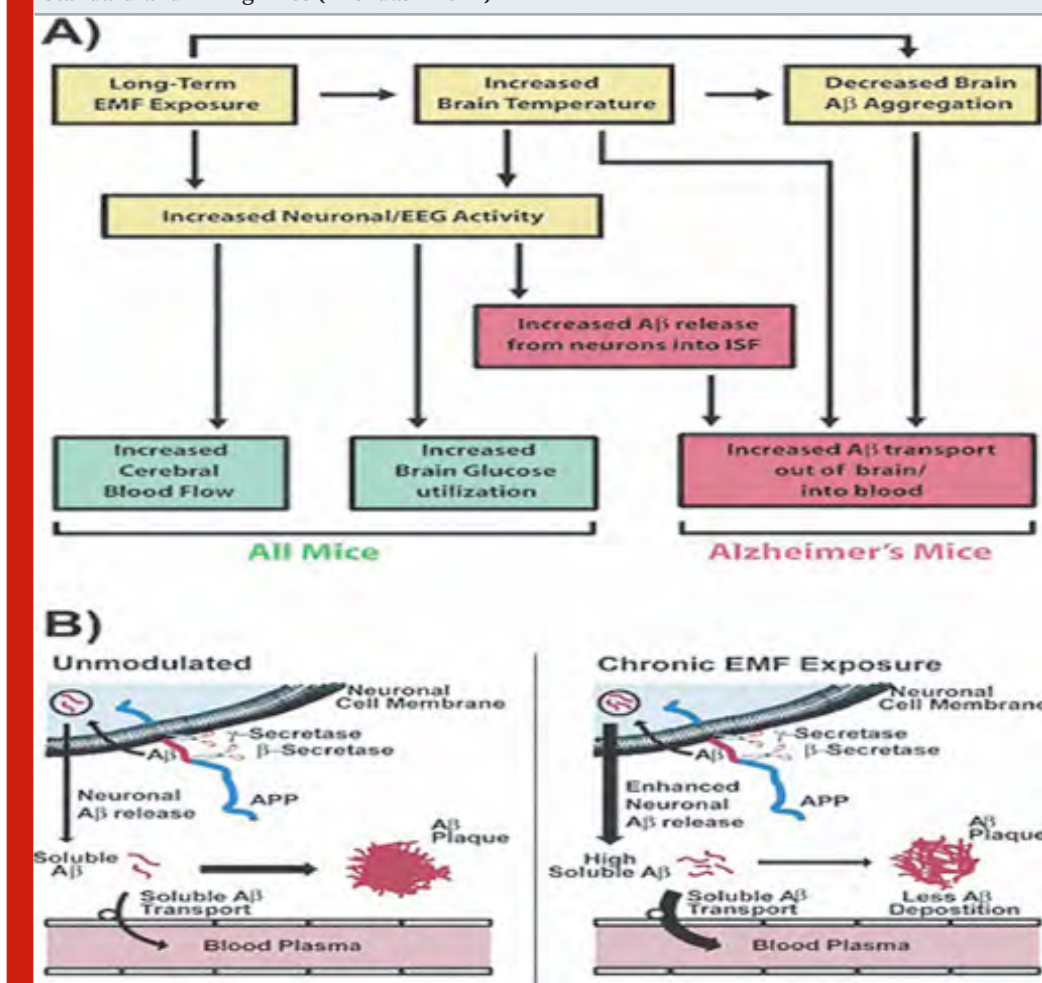 A)
Long-Term
EMF Exposure
Increased
Brain Temperature
Decreased Brain
Aβ Aggregation
Increased Neuronal/EEG Activity
Increased Aβ release
from neurons into ISF
Increased
Cerebral
Blood Flow
Increased
Brain Glucose
utilization
Increased Aβ transport
out of brain/
into blood
All Mice
Alzheimer's Mice
B)
Unmodulated
Neuronal
Cell Membrane
γ-Secretase
β-Secretase
Aβ
APP
Neuronal
Aβ release
Soluble
Aβ
Aβ
Plaque
Soluble Aβ
Transport
Blood Plasma
Chronic EMF Exposure
Neuronal
Cell Membrane
γ-Secretase
β-Secretase
Aβ
APP
Enhanced
Neuronal
Aβ release
High
Soluble Aβ
Aβ
Plaque
Less Aβ
Depostition
Soluble Aβ
Transport
Blood Plasma